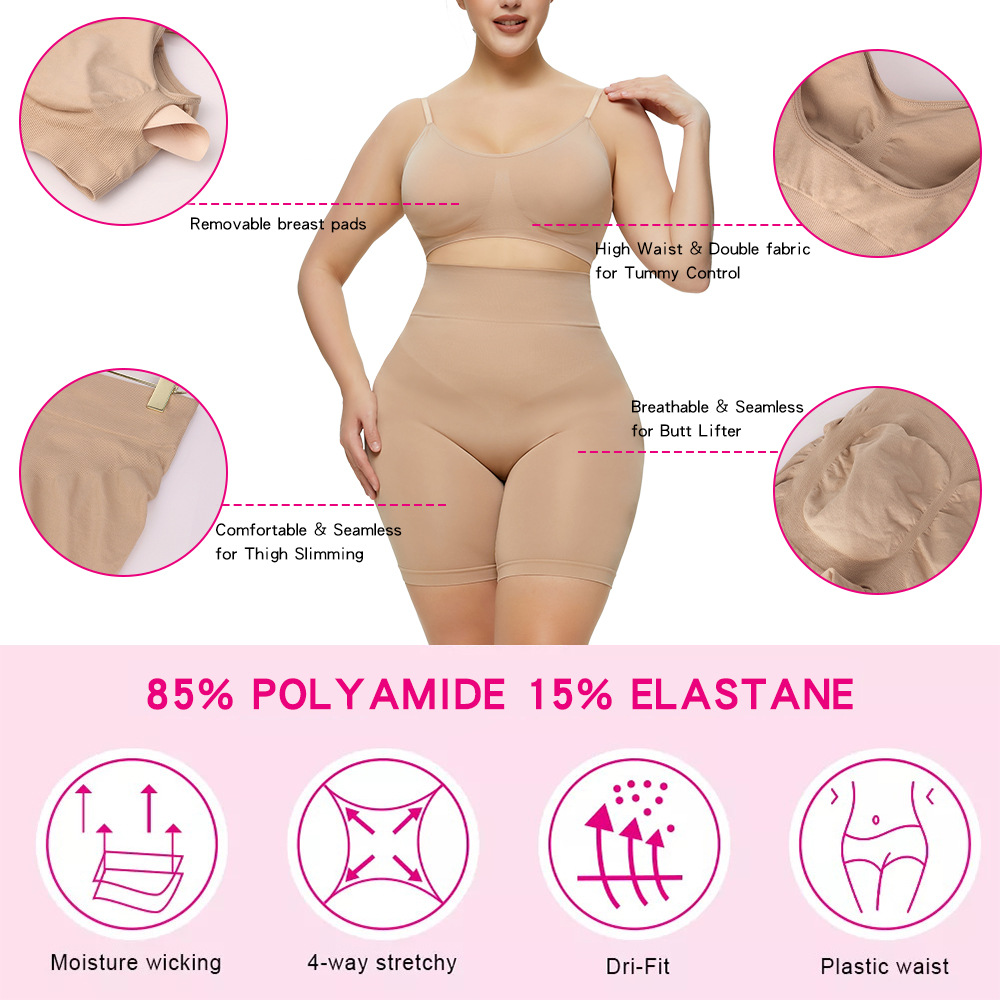 Removable breast pads
High Waist & Double fabric
for Tummy Control
Breathable & Seamless
for Butt Lifter
Comfortable & Seamless
for Thigh Slimming
85% POLYAMIDE 15% ELASTANE
Moisture wicking
4-way stretchy
Dri-Fit
Plastic waist